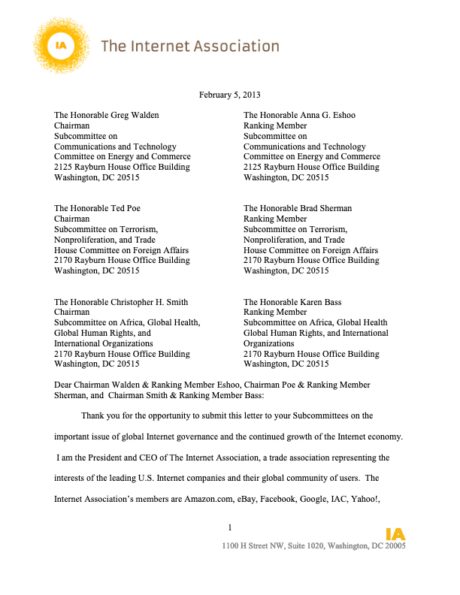 IA
The Internet Association
February 5, 2013
The Honorable Greg Walden
Chairman
Subcommittee on
Communications and Technology
Committee on Energy and Commerce
2125 Rayburn House Office Building
Washington, DC 20515
The Honorable Anna G. Eshoo
Ranking Member
Subcommittee on
Communications and Technology
Committee on Energy and Commerce
2125 Rayburn House Office Building
Washington, DC 20515
The Honorable Ted Poe
Chairman
Subcommittee on Terrorism,
Nonproliferation, and Trade
House Committee on Foreign Affairs
2170 Rayburn House Office Building
Washington, DC 20515
The Honorable Brad Sherman
Ranking Member
Subcommittee on Terrorism,
Nonproliferation, and Trade
House Committee on Foreign Affairs
2170 Rayburn House Office Building
Washington, DC 20515
The Honorable Christopher H. Smith
Chairman
Subcommittee on Africa, Global Health,
Global Human Rights, and
International Organizations
2170 Rayburn House Office Building
Washington, DC 20515
The Honorable Karen Bass
Ranking Member
Subcommittee on Africa, Global Health
Global Human Rights, and International
Organizations
2170 Rayburn House Office Building
Washington, DC 20515
Dear Chairman Walden & Ranking Member Eshoo, Chairman Poe & Ranking Member
Sherman, and Chairman Smith & Ranking Member Bass:
Thank you for the opportunity to submit this letter to your Subcommittees on the
important issue of global Internet governance and the continued growth of the Internet economy.
I am the President and CEO of The Internet Association, a trade association representing the
interests of the leading U.S. Internet companies and their global community of users. The
Internet Association's members are Amazon.com, eBay, Facebook, Google, IAC, Yahoo!,
1
IA
1100 H Street NW, Suite 1020, Washington, DC 20005